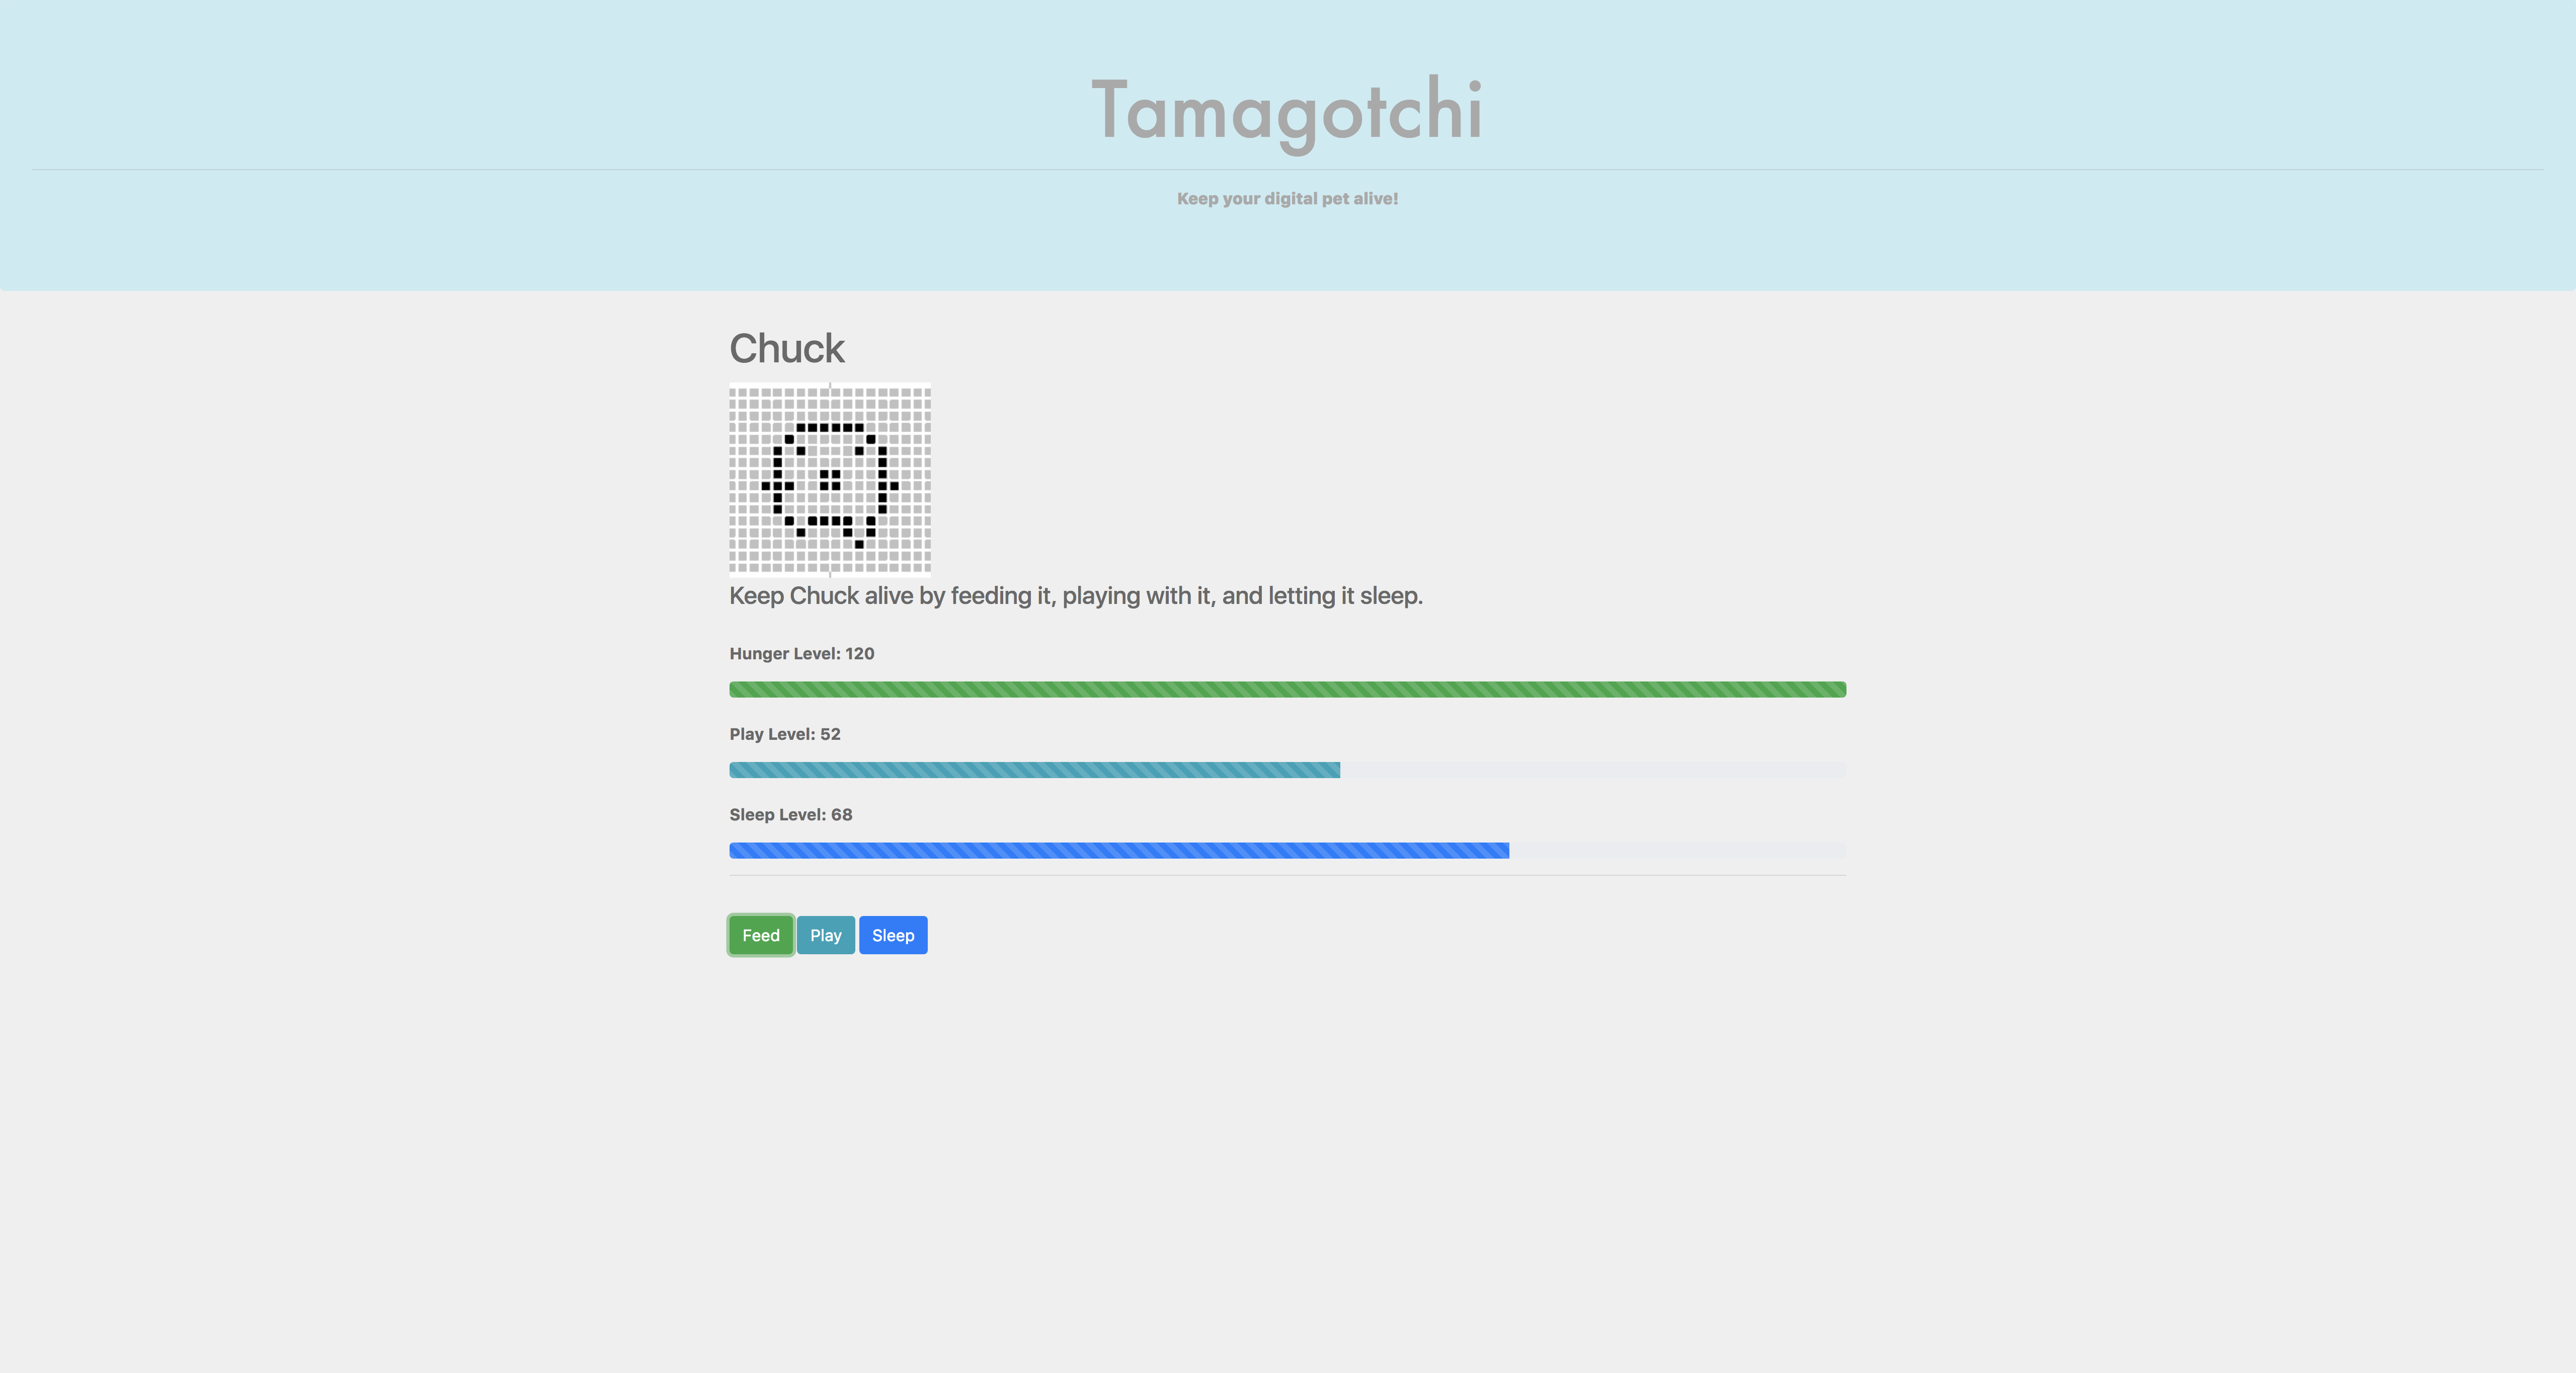 Tamagotchi
Keep your digital pet alive!
Chuck
Keep Chuck alive by feeding it, playing with it, and letting it sleep.
Hunger Level: 120
Play Level: 52
Sleep Level: 68
Feed Play Sleep